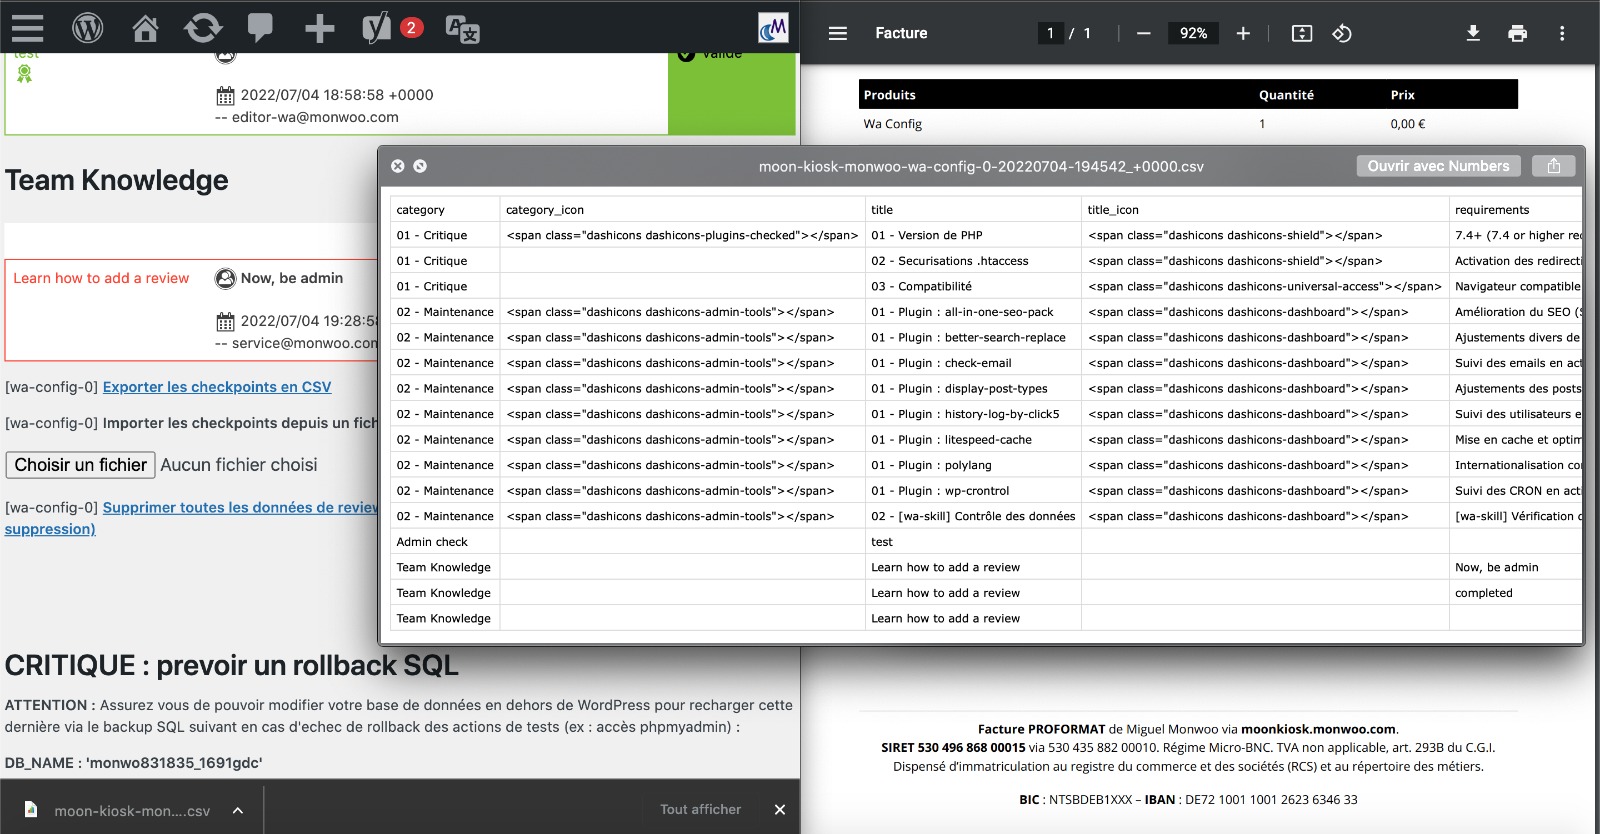 2
M
Facture
1 / 1
92%
test
valide
2022/07/04 18:58:58 +0000
-- editor-wa@monwoo.com
Team Knowledge
Learn how to add a review
Now, be admin
2022/07/04 19:28:58
-- service@monwoo.com
[wa-config-0] Exporter les checkpoints en CSV
[wa-config-0] Importer les checkpoints depuis un fich
Choisir un fichier Aucun fichier choisi
[wa-config-0] Supprimer toutes les données de review
suppression)
CRITIQUE : prevoir un rollback SQL
ATTENTION : Assurez vous de pouvoir modifier votre base de données en dehors de WordPress pour recharger cette
dernière via le backup SQL suivant en cas d'echec de rollback des actions de tests (ex : accès phpmyadmin) :
DB_NAME : 'monwo831835_1691gdc'
moon-kiosk-mon....csv
Tout afficher
Produits Quantité Prix
Wa Config 1 0,00 €
moon-kiosk-monwoo-wa-config-0-20220704-194542_+0000.csv
Ouvrir avec Numbers
category category_icon title title_icon requirements
01 - Critique <span class="dashicons dashicons-plugins-checked"></span> 01 - Version de PHP <span class="dashicons dashicons-shield"></span> 7.4+ (7.4 or higher rec
01 - Critique 02 - Securisations .htaccess <span class="dashicons dashicons-shield"></span> Activation des redirecti
01 - Critique 03 - Compatibilité <span class="dashicons dashicons-universal-access"></span> Navigateur compatible
02 - Maintenance <span class="dashicons dashicons-admin-tools"></span> 01 - Plugin : all-in-one-seo-pack <span class="dashicons dashicons-dashboard"></span> Amélioration du SEO (S
02 - Maintenance <span class="dashicons dashicons-admin-tools"></span> 01 - Plugin : better-search-replace <span class="dashicons dashicons-dashboard"></span> Ajustements divers de
02 - Maintenance <span class="dashicons dashicons-admin-tools"></span> 01 - Plugin : check-email <span class="dashicons dashicons-dashboard"></span> Suivi des emails en act
02 - Maintenance <span class="dashicons dashicons-admin-tools"></span> 01 - Plugin : display-post-types <span class="dashicons dashicons-dashboard"></span> Ajustements des posts
02 - Maintenance <span class="dashicons dashicons-admin-tools"></span> 01 - Plugin : history-log-by-click5 <span class="dashicons dashicons-dashboard"></span> Suivi des utilisateurs e
02 - Maintenance <span class="dashicons dashicons-admin-tools"></span> 01 - Plugin : litespeed-cache <span class="dashicons dashicons-dashboard"></span> Mise en cache et optim
02 - Maintenance <span class="dashicons dashicons-admin-tools"></span> 01 - Plugin : polylang <span class="dashicons dashicons-dashboard"></span> Internationalisation co
02 - Maintenance <span class="dashicons dashicons-admin-tools"></span> 01 - Plugin : wp-crontrol <span class="dashicons dashicons-dashboard"></span> Suivi des CRON en acti
02 - Maintenance <span class="dashicons dashicons-admin-tools"></span> 02 - [wa-skill] Contrôle des données <span class="dashicons dashicons-dashboard"></span> [wa-skill] Vérification
Admin check test
Team Knowledge Learn how to add a review Now, be admin
Team Knowledge Learn how to add a review completed
Team Knowledge Learn how to add a review
Facture PROFORMAT de Miguel Monwoo via moonkiosk.monwoo.com.
SIRET 530 496 868 00015 via 530 435 882 00010. Régime Micro-BNC. TVA non applicable, art. 293B du C.G.I.
Dispensé d'immatriculation au registre du commerce et des sociétés (RCS) et au répertoire des métiers.
BIC : NTSBDEB1XXX – IBAN : DE72 1001 1001 2623 6346 33